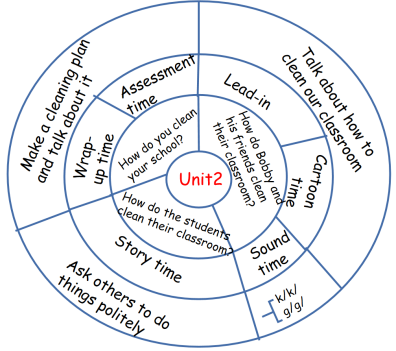 Unit2
How do Bobby and
his friends clean
their classroom?
How do the students
clean their classroom?
How do you clean
your school?
Lead-in
Cartoon
time
Sound
time
Story time
Wrap-
up time
Assessment
time
Talk about how to
clean our classroom
k/k/
g/g/
Ask others to do
things politely
Make a cleaning plan
and talk about it